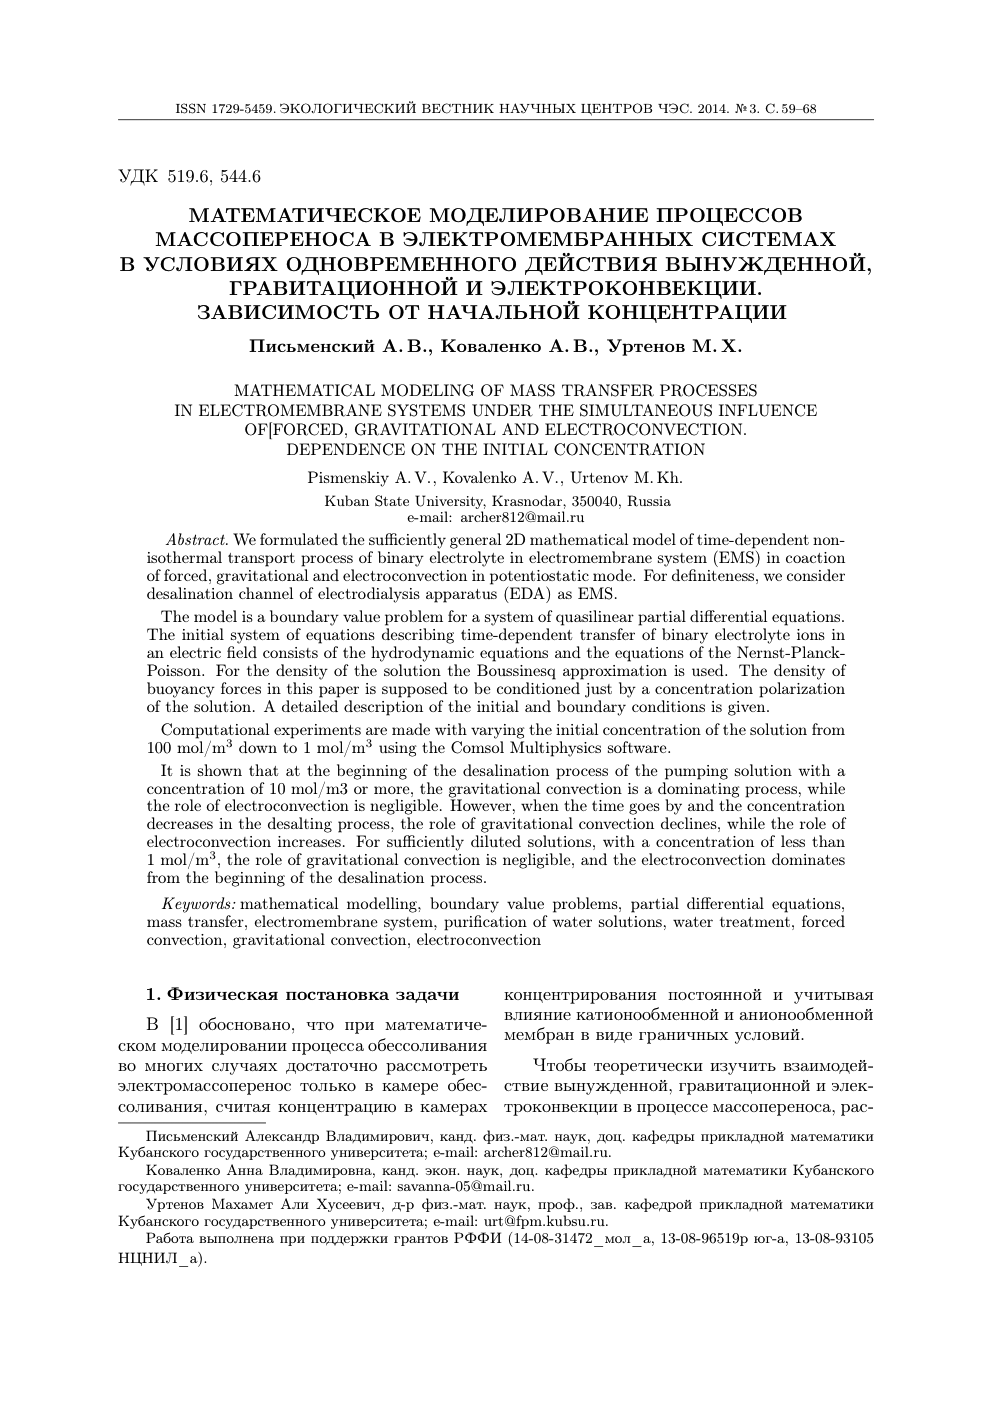 ISSN 1729-5459. ЭКОЛОГИЧЕСКИЙ ВЕСТНИК НАУЧНЫХ ЦЕНТРОВ ЧЭС. 2014. №3. С. 59–68
УДК 519.6, 544.6
МАТЕМАТИЧЕСКОЕ МОДЕЛИРОВАНИЕ ПРОЦЕССОВ
МАССОПЕРЕНОСА В ЭЛЕКТРОМЕМБРАННЫХ СИСТЕМАХ
В УСЛОВИЯХ ОДНОВРЕМЕННОГО ДЕЙСТВИЯ ВЫНУЖДЕННОЙ,
ГРАВИТАЦИОННОЙ И ЭЛЕКТРОКОНВЕКЦИИ.
ЗАВИСИМОСТЬ ОТ НАЧАЛЬНОЙ КОНЦЕНТРАЦИИ
Письменский А. В., Коваленко А. В., Уртенов М. Х.
MATHEMATICAL MODELING OF MASS TRANSFER PROCESSES
IN ELECTROMEMBRANE SYSTEMS UNDER THE SIMULTANEOUS INFLUENCE
OF[FORCED, GRAVITATIONAL AND ELECTROCONVECTION.
DEPENDENCE ON THE INITIAL CONCENTRATION
Pismenskiy A. V., Kovalenko A. V., Urtenov M. Kh.
Kuban State University, Krasnodar, 350040, Russia
e-mail: archer812@mail.ru
Abstract. We formulated the sufficiently general 2D mathematical model of time-dependent non-
isothermal transport process of binary electrolyte in electromembrane system (EMS) in coaction
of forced, gravitational and electroconvection in potentiostatic mode. For definiteness, we consider
desalination channel of electrodialysis apparatus (EDA) as EMS.
The model is a boundary value problem for a system of quasilinear partial differential equations.
The initial system of equations describing time-dependent transfer of binary electrolyte ions in
an electric field consists of the hydrodynamic equations and the equations of the Nernst-Planck-
Poisson. For the density of the solution the Boussinesq approximation is used. The density of
buoyancy forces in this paper is supposed to be conditioned just by a concentration polarization
of the solution. A detailed description of the initial and boundary conditions is given.
Computational experiments are made with varying the initial concentration of the solution from
100 mol/m³ down to 1 mol/m³ using the Comsol Multiphysics software.
It is shown that at the beginning of the desalination process of the pumping solution with a
concentration of 10 mol/m3 or more, the gravitational convection is a dominating process, while
the role of electroconvection is negligible. However, when the time goes by and the concentration
decreases in the desalting process, the role of gravitational convection declines, while the role of
electroconvection increases. For sufficiently diluted solutions, with a concentration of less than
1 mol/m³, the role of gravitational convection is negligible, and the electroconvection dominates
from the beginning of the desalination process.
Keywords: mathematical modelling, boundary value problems, partial differential equations,
mass transfer, electromembrane system, purification of water solutions, water treatment, forced
convection, gravitational convection, electroconvection
1. Физическая постановка задачи
В [1] обосновано, что при математиче-
ском моделировании процесса обессоливания
во многих случаях достаточно рассмотреть
электромассоперенос только в камере обес-
соливания, считая концентрацию в камерах
концентрирования постоянной и учитывая
влияние катионообменной и анионообменной
мембран в виде граничных условий.
Чтобы теоретически изучить взаимодей-
ствие вынужденной, гравитационной и элек-
троконвекции в процессе массопереноса, рас-
Письменский Александр Владимирович, канд. физ.-мат. наук, доц. кафедры прикладной математики
Кубанского государственного университета; e-mail: archer812@mail.ru.
Коваленко Анна Владимировна, канд. экон. наук, доц. кафедры прикладной математики Кубанского
государственного университета; e-mail: savanna-05@mail.ru.
Уртенов Махамет Али Хусеевич, д-р физ.-мат. наук, проф., зав. кафедрой прикладной математики
Кубанского государственного университета; e-mail: urt@fpm.kubsu.ru.
Работа выполнена при поддержки грантов РФФИ (14-08-31472_мол_а, 13-08-96519р юг-а, 13-08-93105
НЦНИЛ_а).